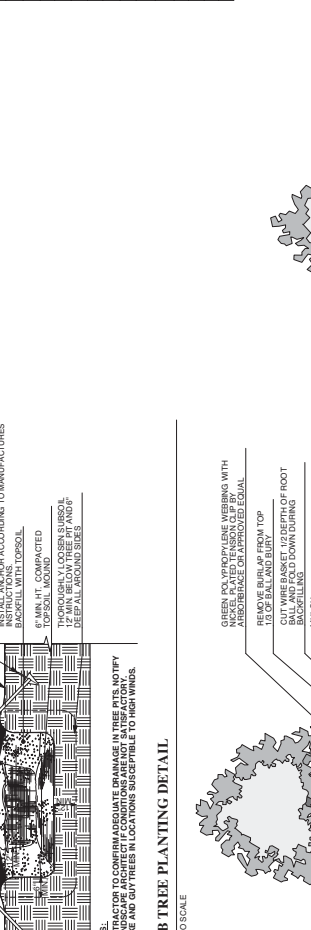 INSTALL ANCHOR ACCORDING TO MANUFACTURES
INSTRUCTIONS.
BACKFILL WITH TOPSOIL
6" MIN. HT. COMPACTED
TOPSOIL MOUND
THOROUGHLY LOOSEN SUBSOIL
12" MIN. BELOW TREE PIT AND 6"
DEEP ALL AROUND SIDES
MIN
MIN
S:
TRACTOR TO CONFIRM ADEQUATE DRAINAGE IN TREE PITS. NOTIFY
NDSCAPE ARCHITECT IF CONDITIONS ARE NOT SATISFACTORY.
KE AND GUY TREES IN LOCATIONS SUSCEPTIBLE TO HIGH WINDS.
B TREE PLANTING DETAIL
O SCALE
GREEN POLYPROPYLENE WEBBING WITH
NICKEL PLATED TENSION CLIP BY
ARBORBRACE OR APPROVED EQUAL
REMOVE BURLAP FROM TOP
1/3 OF BALL AND BURY
CUT WIRE BASKET 1/2 DEPTH OF ROOT
BALL AND FOLD DOWN DURING
BACKFILLING